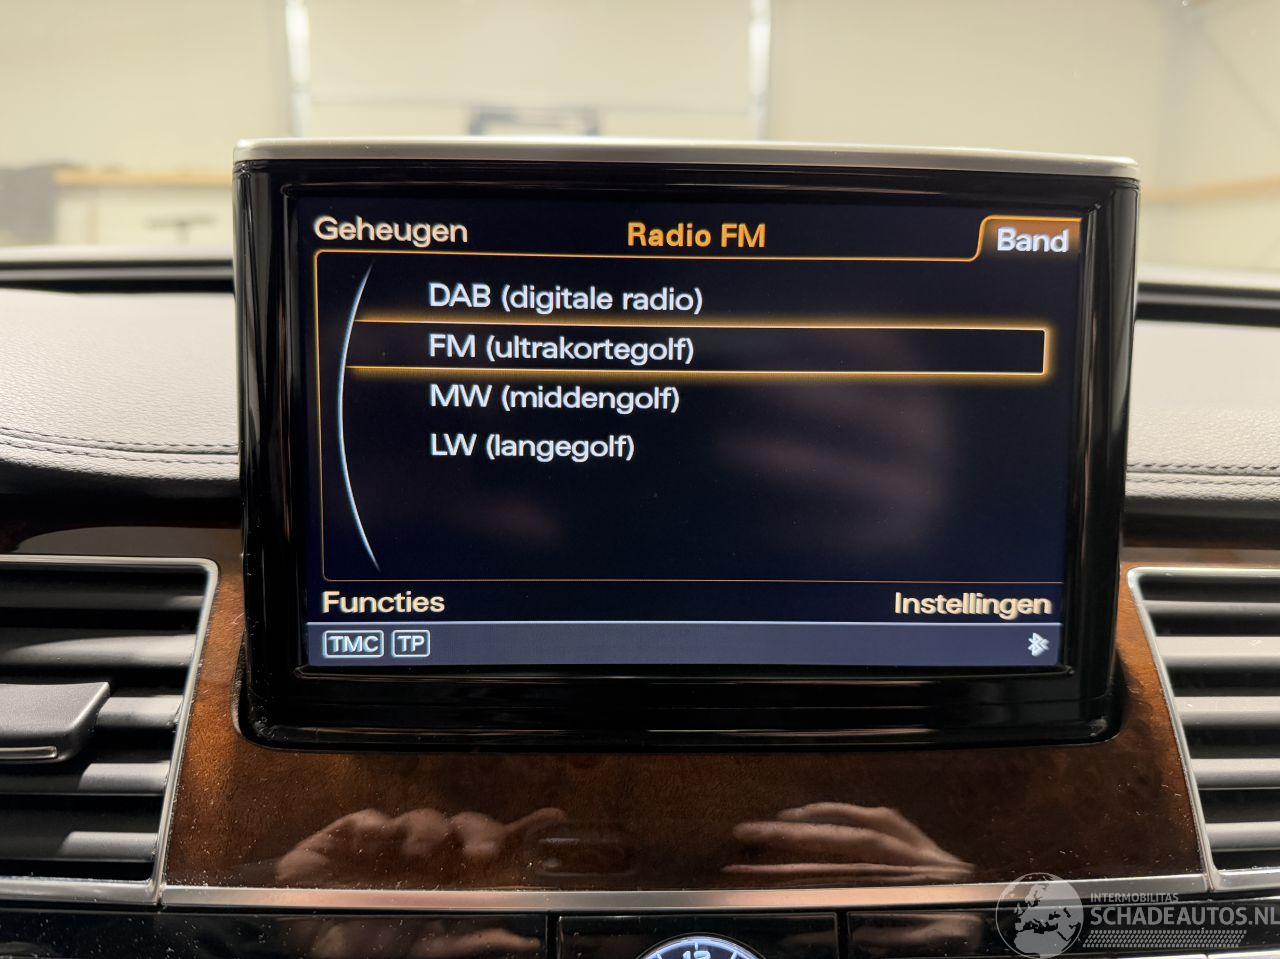 Geheugen
Radio FM
Band
DAB (digitale radio)
FM (ultrakortegolf)
MW (middengolf)
LW (langegolf)
Functies
Instellingen
TMC TP
12
INTERMOBILITAS
SCHADEAUTOS.NL